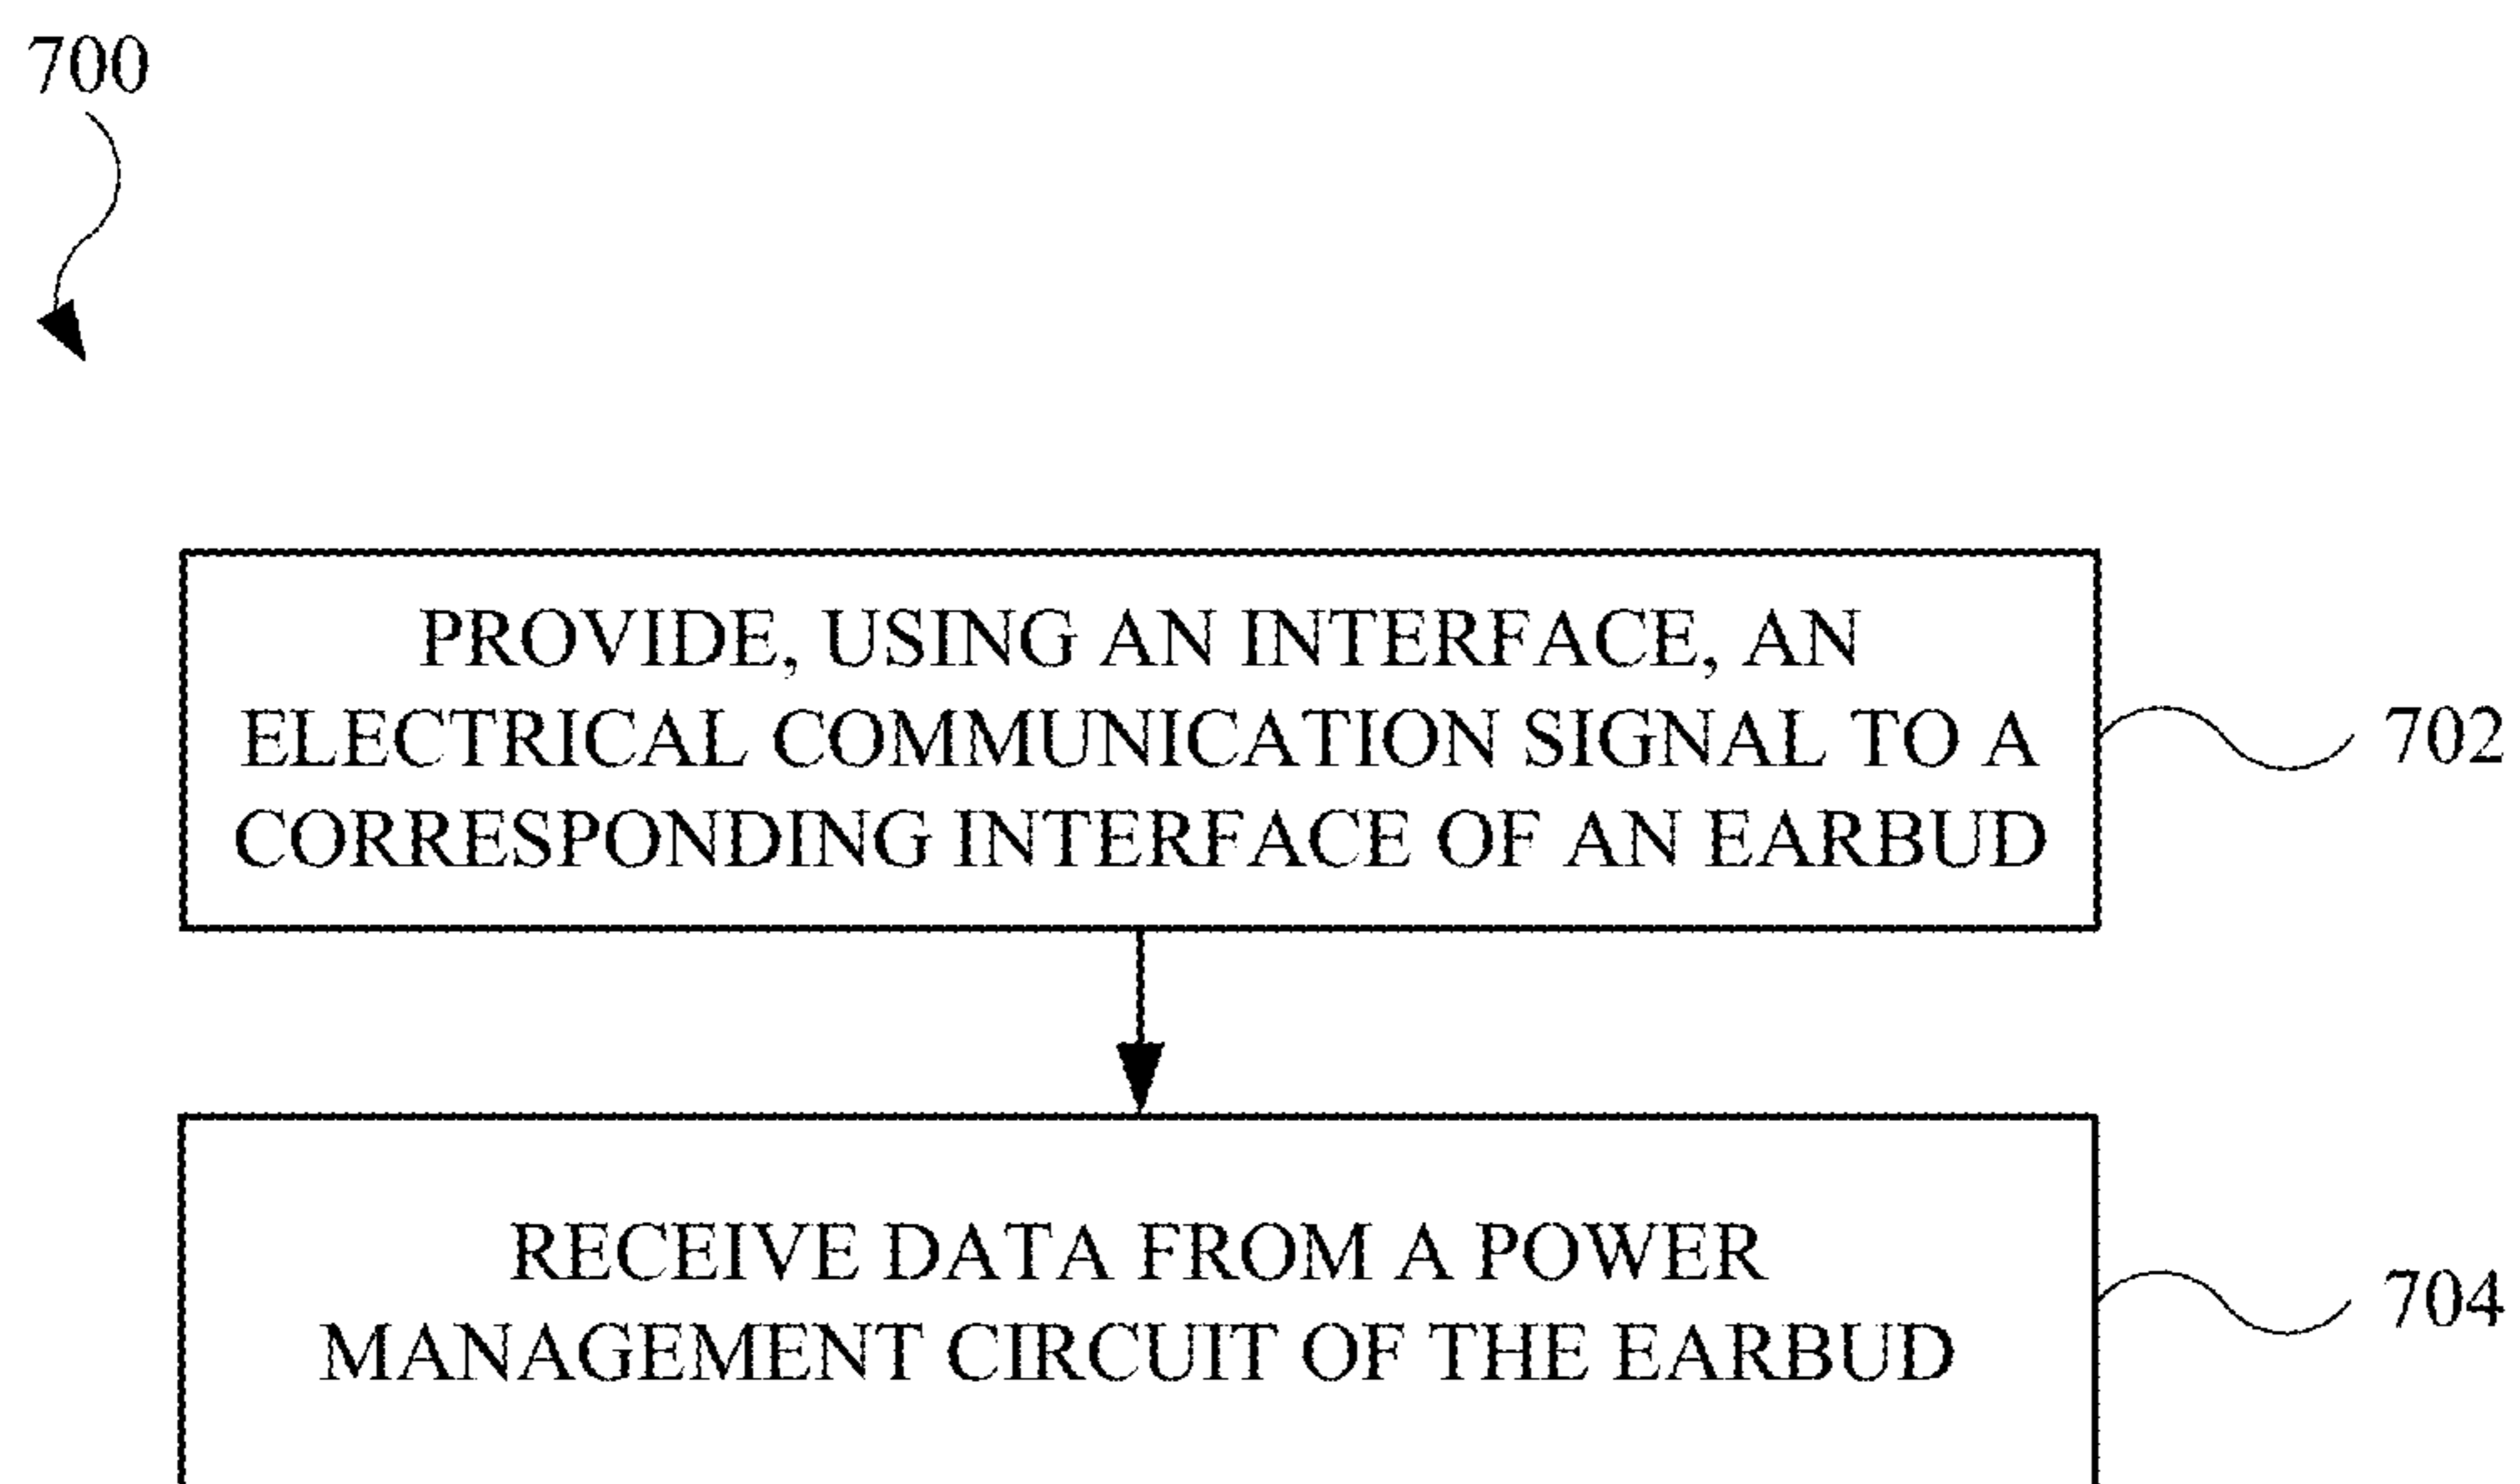 700
PROVIDE, USING AN INTERFACE, AN
ELECTRICAL COMMUNICATION SIGNAL TO A
CORRESPONDING INTERFACE OF AN EARBUD
702
RECEIVE DATA FROM A POWER
MANAGEMENT CIRCUIT OF THE EARBUD
704